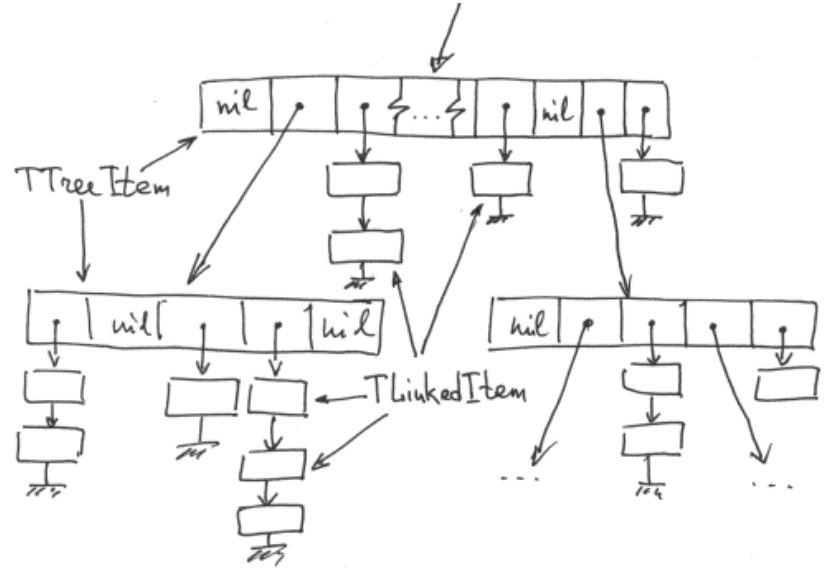 nil ... nil
TTreeItem
nil nil nil
TLinkedItem
... ...